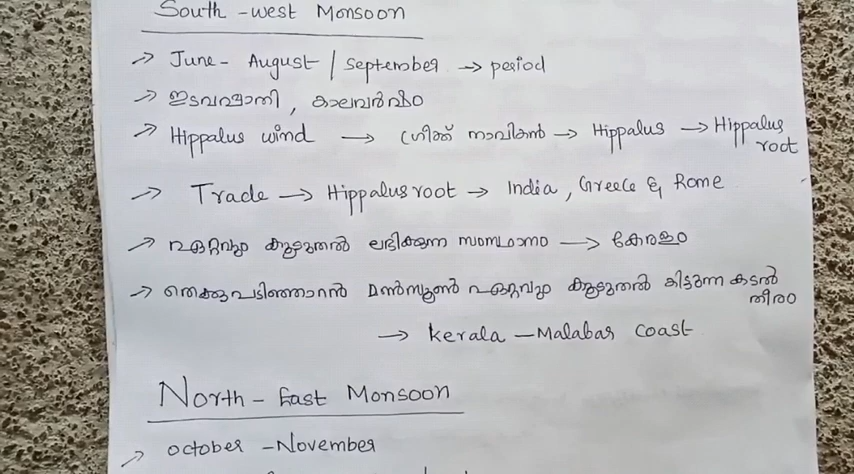 South -west Monsoon
-> June - August / September -> period
-> ഇടവപ്പാതി, കാലവർഷം
-> Hippalus wind -> ഗ്രീക്ക് നാവികൻ -> Hippalus -> Hippalus
root
-> Trade -> Hippalus root -> India, Greece & Rome
-> ഏറ്റവും കൂടുതൽ ലഭിക്കുന്ന സംസ്ഥാനം -> കേരളം
-> തെക്കുപടിഞ്ഞാറൻ മൺസൂൺ ഏറ്റവും കൂടുതൽ കിട്ടുന്ന കടൽ
തീരം
-> kerala - Malabar coast
North - East Monsoon
-> october - November